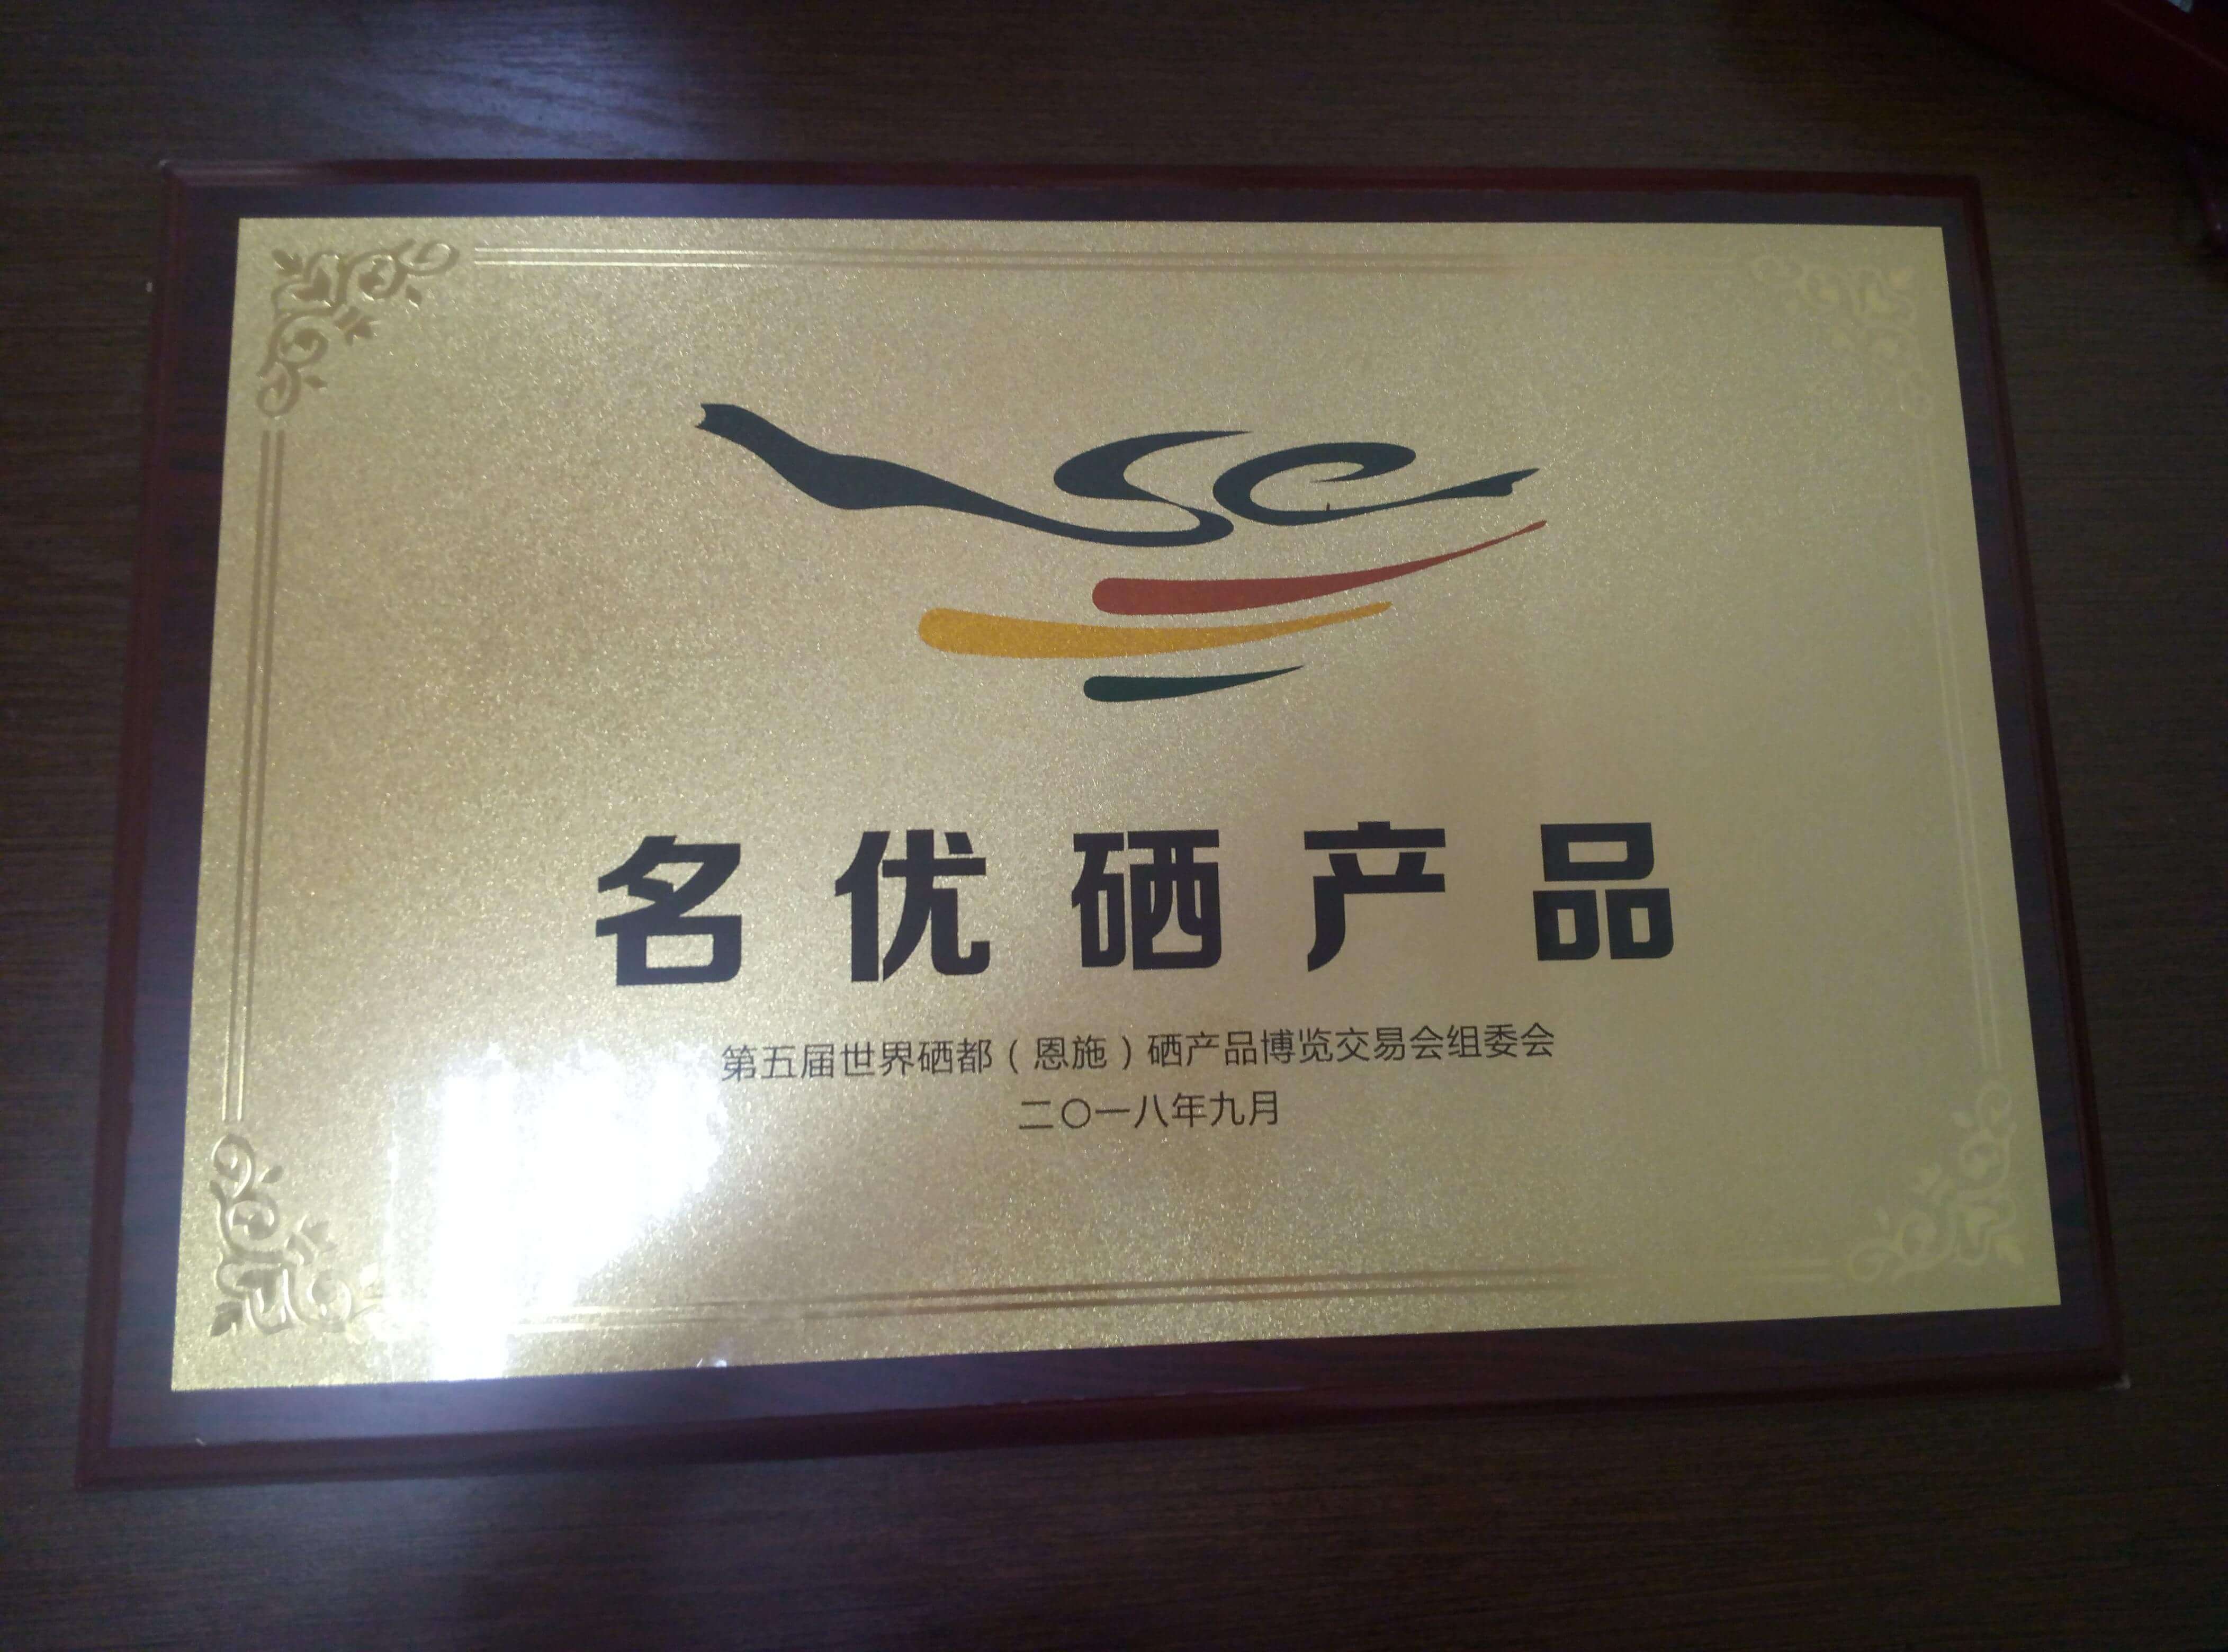 Se
名优硒产品
第五届世界硒都（恩施）硒产品博览交易会组委会
二〇一八年九月